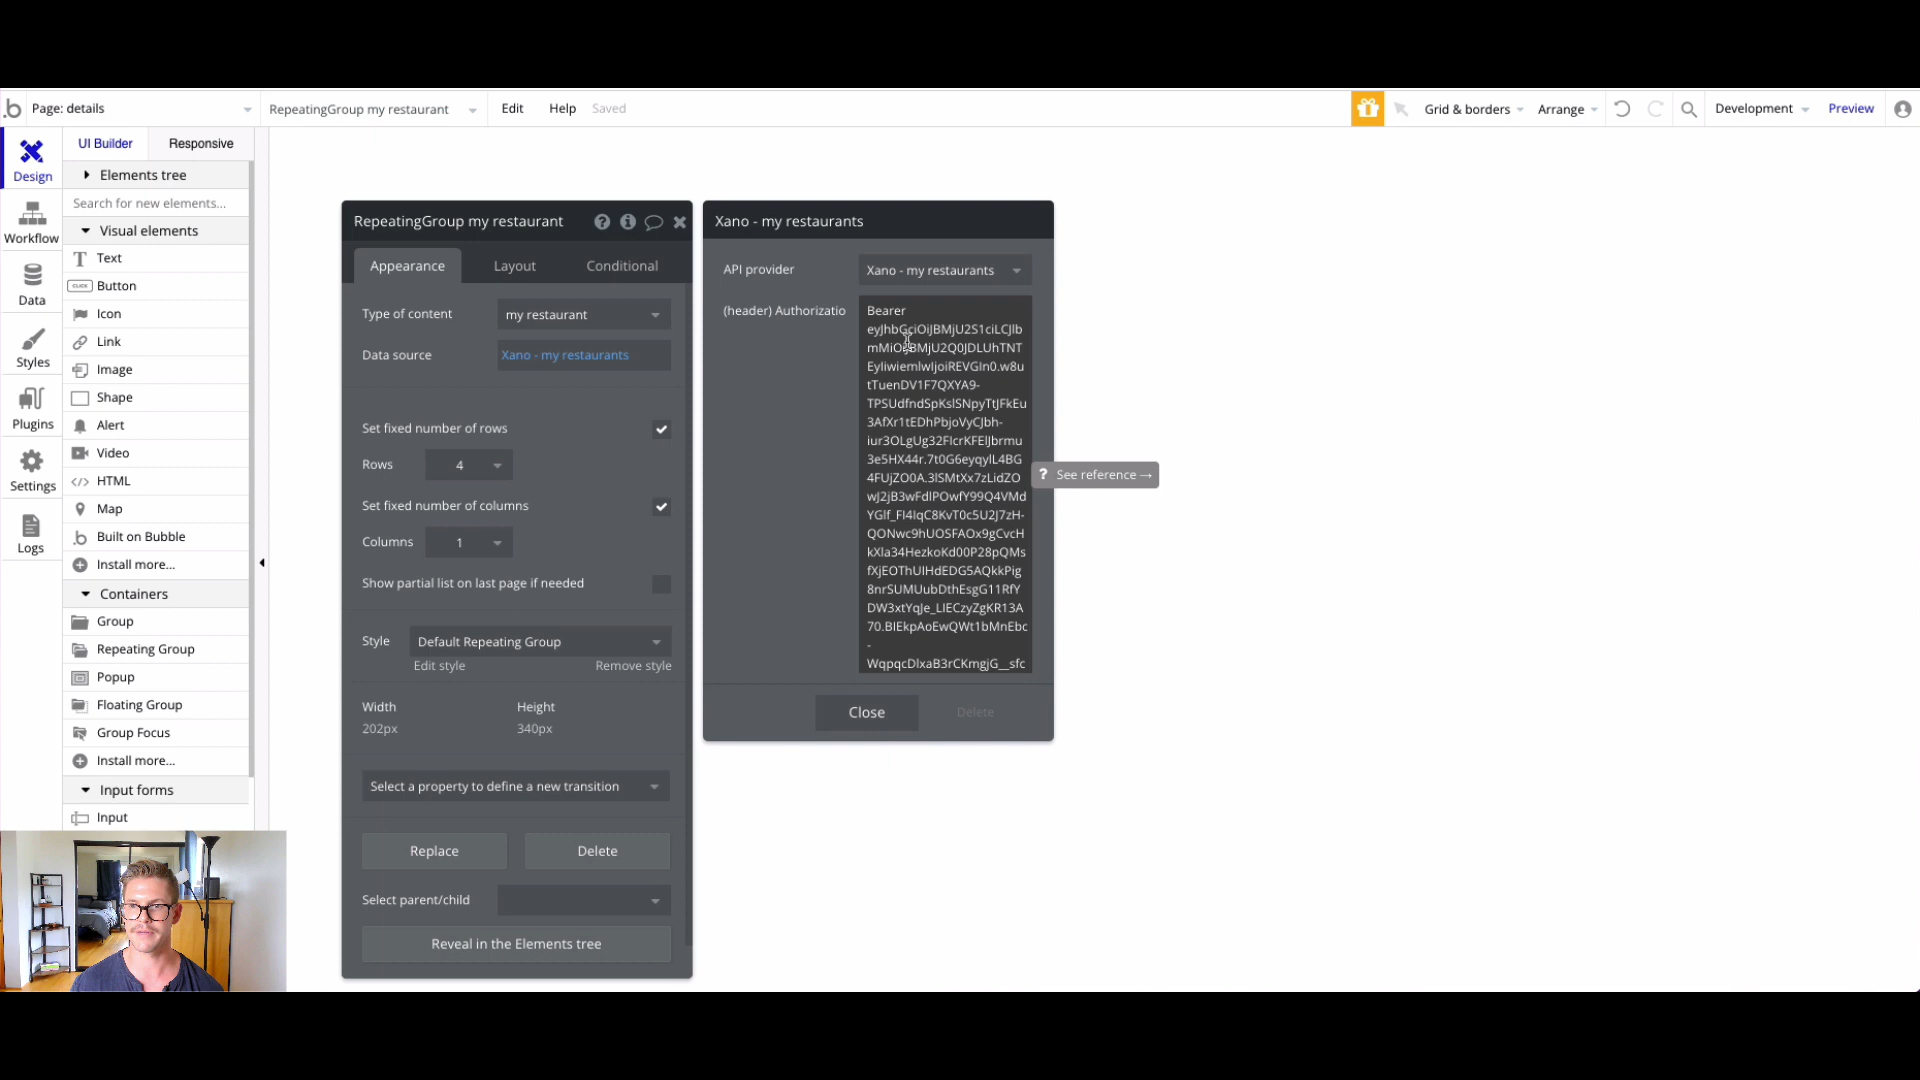 Page: details
RepeatingGroup my restaurant
Edit
Help
Saved
Grid & borders
Arrange
Development
Preview
UI Builder
Responsive
Design
Workflow
Data
Styles
Plugins
Settings
Logs
Elements tree
Search for new elements...
Visual elements
Text
Button
Icon
Link
Image
Shape
Alert
Video
HTML
Map
Built on Bubble
Install more...
Containers
Group
Repeating Group
Popup
Floating Group
Group Focus
Install more...
Input forms
Input
RepeatingGroup my restaurant
Appearance
Layout
Conditional
Type of content
my restaurant
Data source
Xano - my restaurants
Set fixed number of rows
Rows
4
Set fixed number of columns
Columns
1
Show partial list on last page if needed
Style
Default Repeating Group
Edit style
Remove style
Width
Height
202px
340px
Select a property to define a new transition
Replace
Delete
Select parent/child
Reveal in the Elements tree
Xano - my restaurants
API provider
Xano - my restaurants
(header) Authorizatio
Bearer
Close
Delete
? See reference →